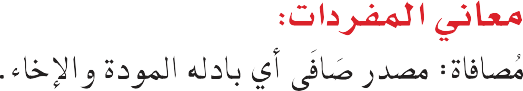 معاني المفردات:
مُصافاة: مصدر صَافَى أي بادله المودة والإخاء.